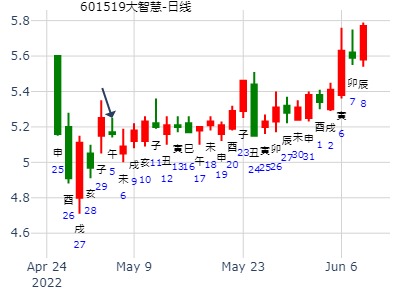 601519大智慧-日线
5.8
5.6
5.4
5.2
5
4.8
4.6
申
25
酉
26
戌
27
亥
28
子
29
午
5
未
6
戌
9
亥
10
子
11
丑
12
寅
13
巳
16
午
17
未
18
申
19
酉
20
子
23
丑
24
寅
25
卯
26
辰
27
未
30
申
31
酉
1
戌
2
寅
6
卯
7
辰
8
Apr 24
2022
May 9
May 23
Jun 6